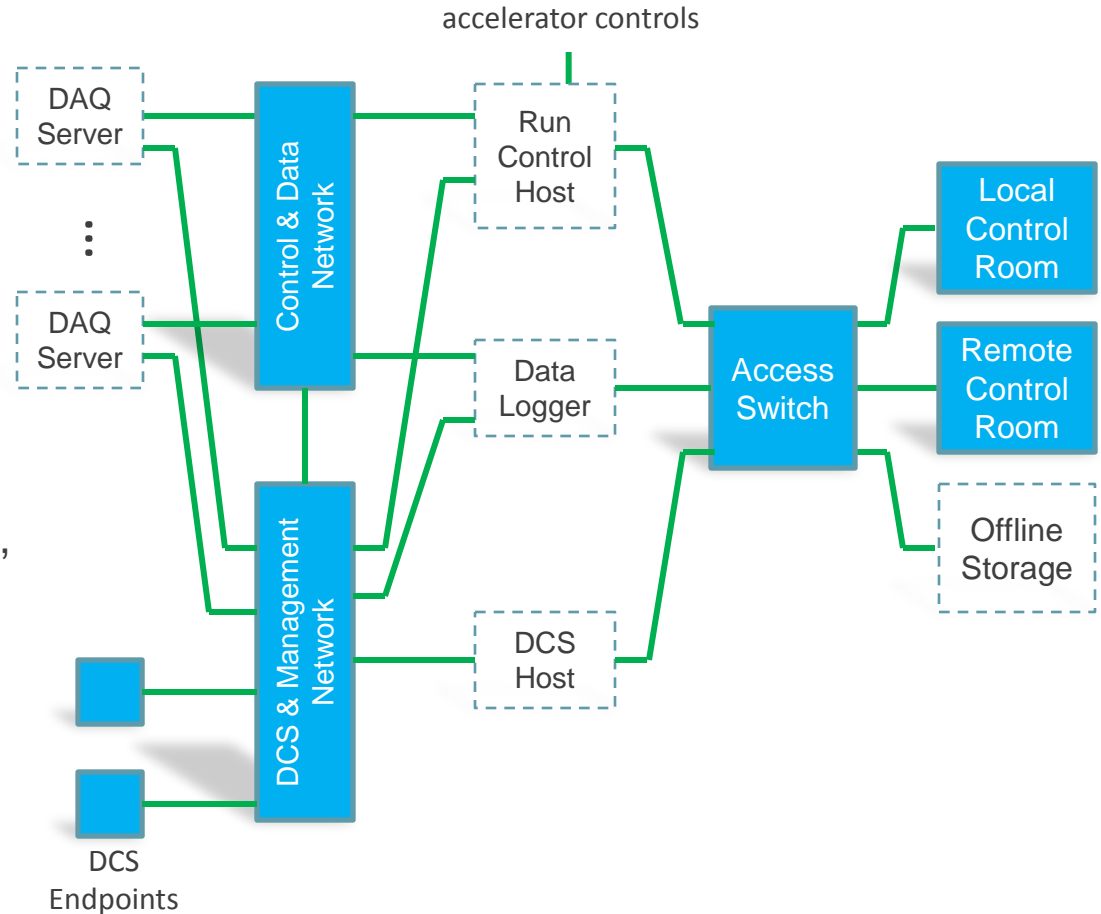 accelerator controls
DAQ
Server
⋮
DAQ
Server
Control & Data
Network
Run
Control
Host
Local
Control
Room
Data
Logger
Access
Switch
Remote
Control
Room
,
DCS & Management
Network
Offline
Storage
DCS
Host
DCS
Endpoints